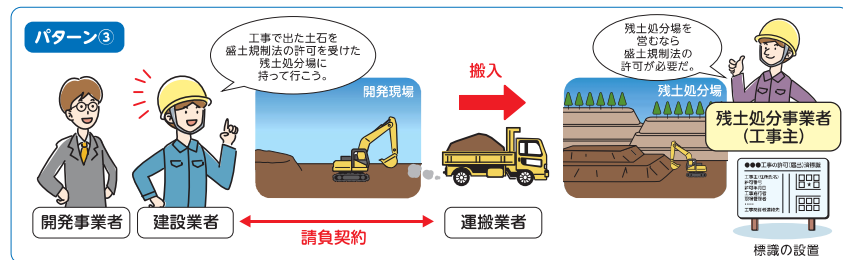 パターン③
工事で出た土石を
盛土規制法の許可を受けた
残土処分場に
持って行こう。
開発現場
搬入
残土処分場を
営むなら
盛土規制法の
許可が必要だ。
残土処分場
残土処分事業者
(工事主)
●●●工事の許可(届出)済標識
開発事業者
建設業者
請負契約
運搬業者
標識の設置